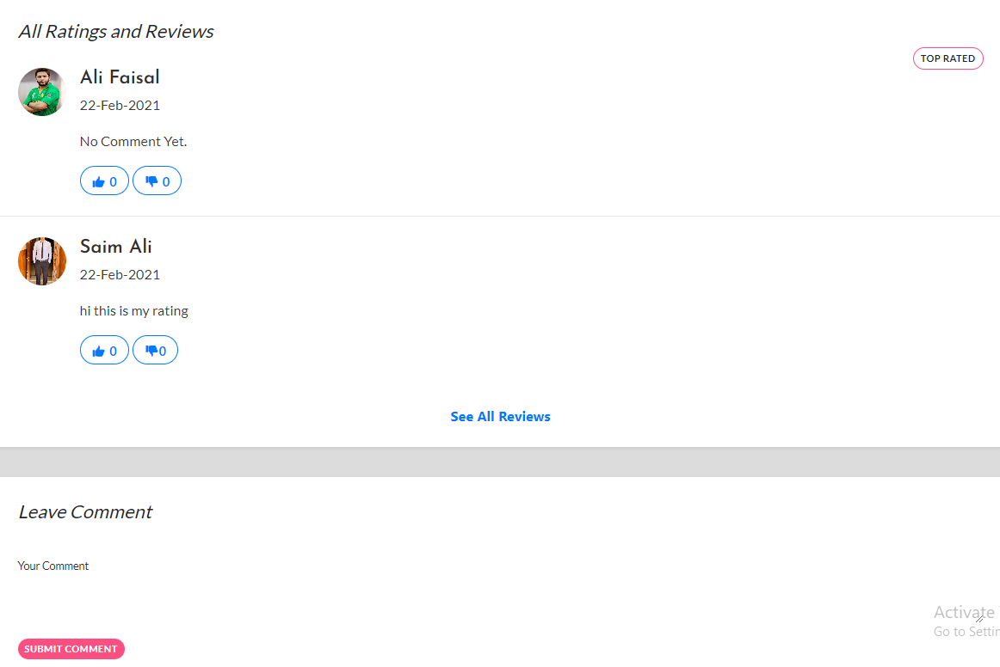 All Ratings and Reviews
TOP RATED
Ali Faisal
22-Feb-2021
No Comment Yet.
0 0
Saim Ali
22-Feb-2021
hi this is my rating
0 0
See All Reviews
Leave Comment
Your Comment
Activate
Go to Settin
SUBMIT COMMENT